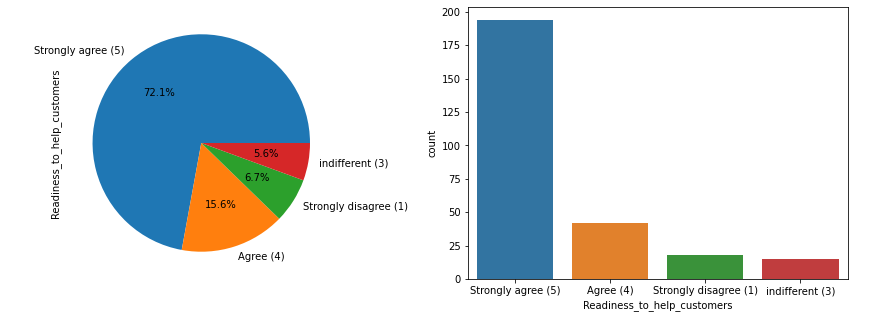 Readiness_to_help_customers
Strongly agree (5)
72.1%
15.6%
Agree (4)
6.7%
Strongly disagree (1)
5.6%
indifferent (3)
count
200
175
150
125
100
75
50
25
0
Strongly agree (5) Agree (4) Strongly disagree (1) indifferent (3)
Readiness_to_help_customers